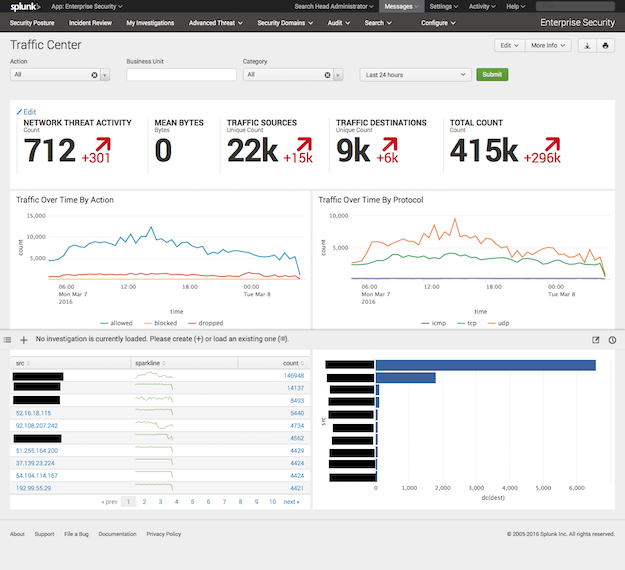 splunk> App: Enterprise Security Search Head Administrator Messages Settings Activity Help Find
Security Posture Incident Review My Investigations Advanced Threat Security Domains Audit Search Configure Enterprise Security
Traffic Center Edit More Info
Action Business Unit Category
All All Last 24 hours Submit
Edit
NETWORK THREAT ACTIVITY MEAN BYTES TRAFFIC SOURCES TRAFFIC DESTINATIONS TOTAL COUNT
Count Bytes Unique Count Unique Count Count
712 +301 0 22k +15k 9k +6k 415k +296k
Traffic Over Time By Action Traffic Over Time By Protocol
15,000 10,000
10,000
5,000 5,000
count count
06:00 12:00 18:00 00:00 06:00 12:00 18:00 00:00
Mon Mar 7 Tue Mar 8 Mon Mar 7 Tue Mar 8
2016 2016
time time
allowed blocked dropped icmp tcp udp
No investigation is currently loaded. Please create (+) or load an existing one (≡).
src sparkline count
146948
14137
8493
52.16.18.115 5440
92.108.207.242 4734
4562
51.255.164.200 4429
37.139.23.224 4424
54.194.114.167 4424
192.99.55.29 4421
« prev 1 2 3 4 5 6 7 8 9 10 next »
src
0 1,000 2,000 3,000 4,000 5,000 6,000
dc(dest)
About Support File a Bug Documentation Privacy Policy © 2005-2016 Splunk Inc. All rights reserved.